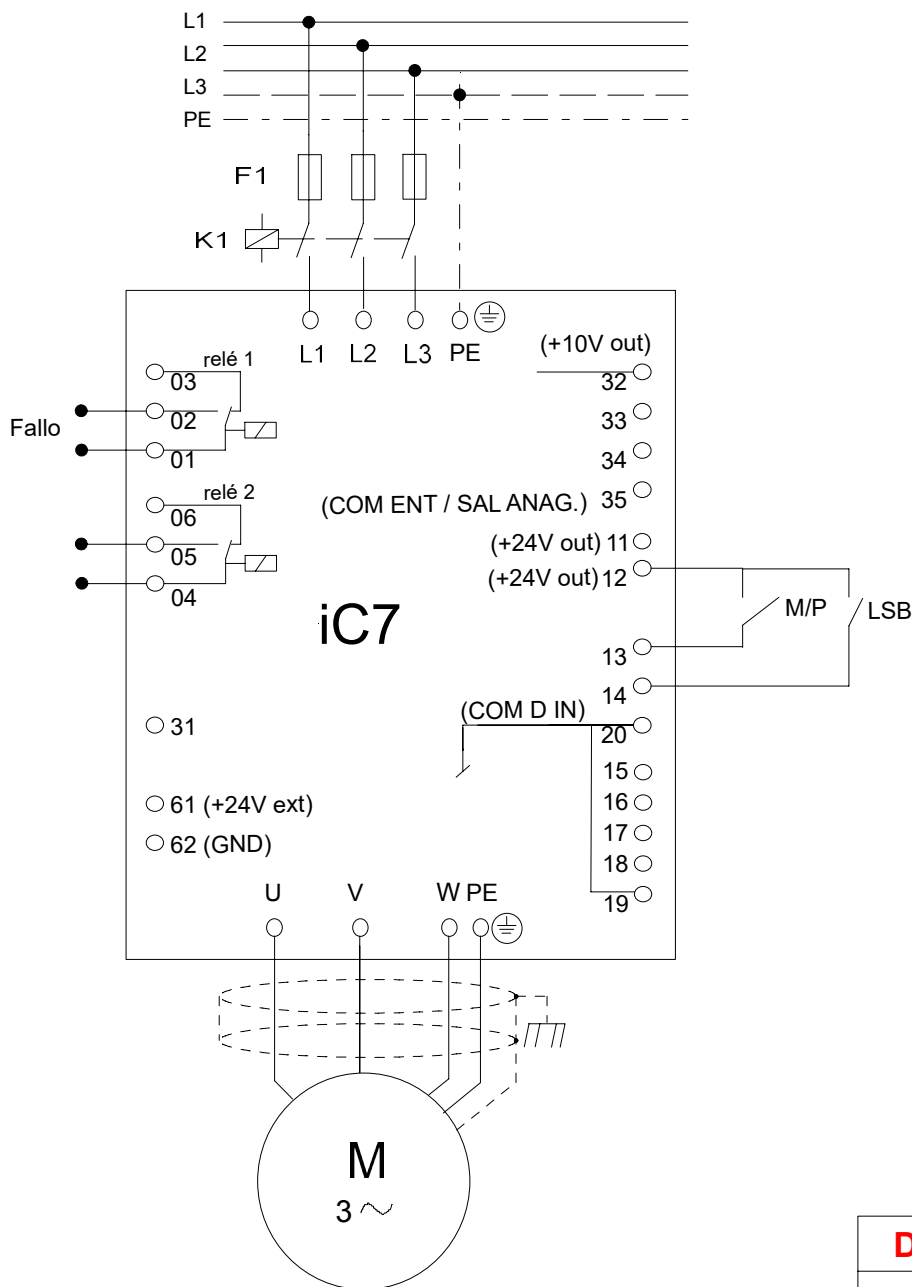 L1
L2
L3
PE
F1
K1
L1 L2 L3 PE
relé 1
03
02
01
Fallo
relé 2
06
05
04
(+10V out)
32
33
34
(COM ENT / SAL ANAG.) 35
(+24V out) 11
(+24V out) 12
M/P
LSB
iC7
13
14
(COM D IN)
20
31
15
16
61 (+24V ext)
17
62 (GND)
18
19
U V W PE
M
3
D